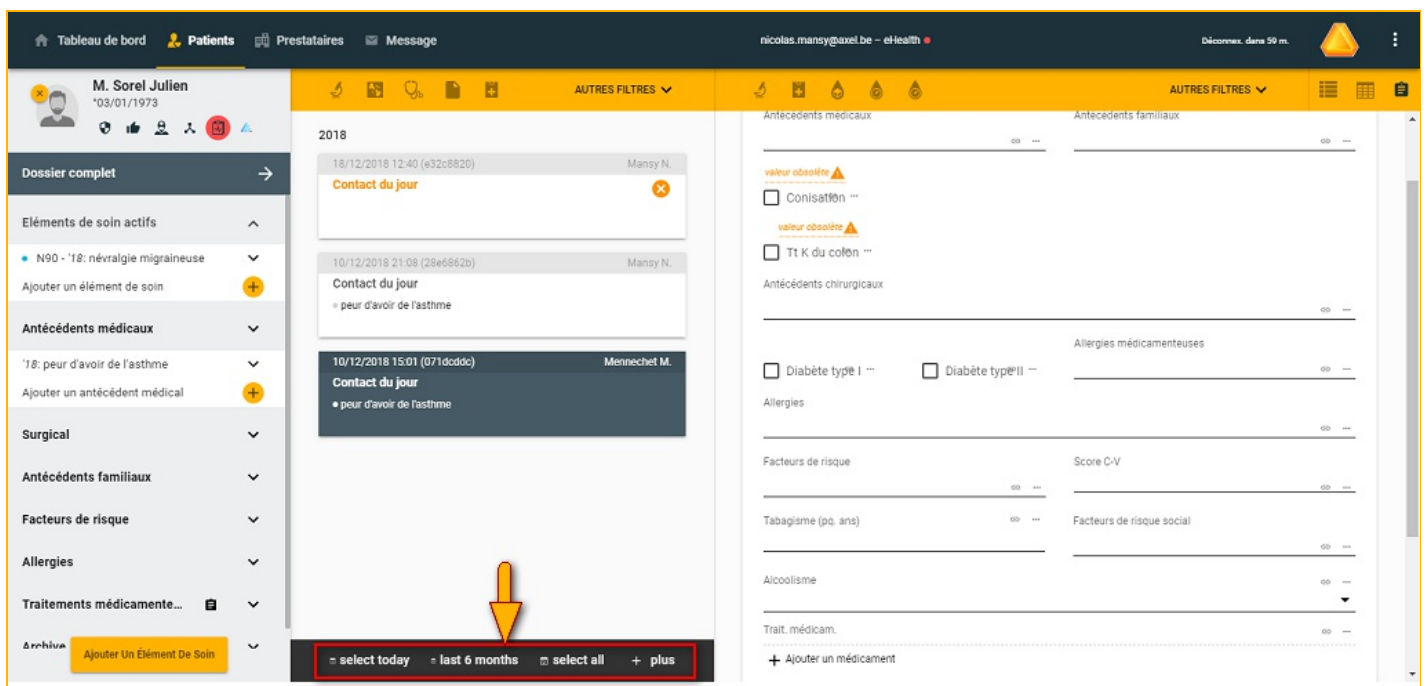 Tableau de bord Patients Prestataires Message nicolas.mansy@axel.be – eHealth Déconnex. dans 59 m.
M. Sorel Julien
°03/01/1973
Dossier complet
Eléments de soin actifs
N90 - '18: névralgie migraineuse
Ajouter un élément de soin
Antécédents médicaux
'18: peur d'avoir de l'asthme
Ajouter un antécédent médical
Surgical
Antécédents familiaux
Facteurs de risque
Allergies
Traitements médicamente...
Archive
Ajouter Un Élément De Soin
AUTRES FILTRES
2018
18/12/2018 12:40 (e32c8820) Mansy N.
Contact du jour
10/12/2018 21:08 (28e6862b) Mansy N.
Contact du jour
peur d'avoir de l'asthme
10/12/2018 15:01 (071dcddc) Mennechet M.
Contact du jour
peur d'avoir de l'asthme
select today last 6 months select all + plus
AUTRES FILTRES
Antécédents médicaux Antécédents familiaux
valeur obsolète
Conisation
valeur obsolète
Tt K du colon
Antécédents chirurgicaux
Allergies médicamenteuses
Diabète type I Diabète type II
Allergies
Facteurs de risque Score C-V
Tabagisme (pq. ans) Facteurs de risque social
Alcoolisme
Trait. médicam.
+ Ajouter un médicament